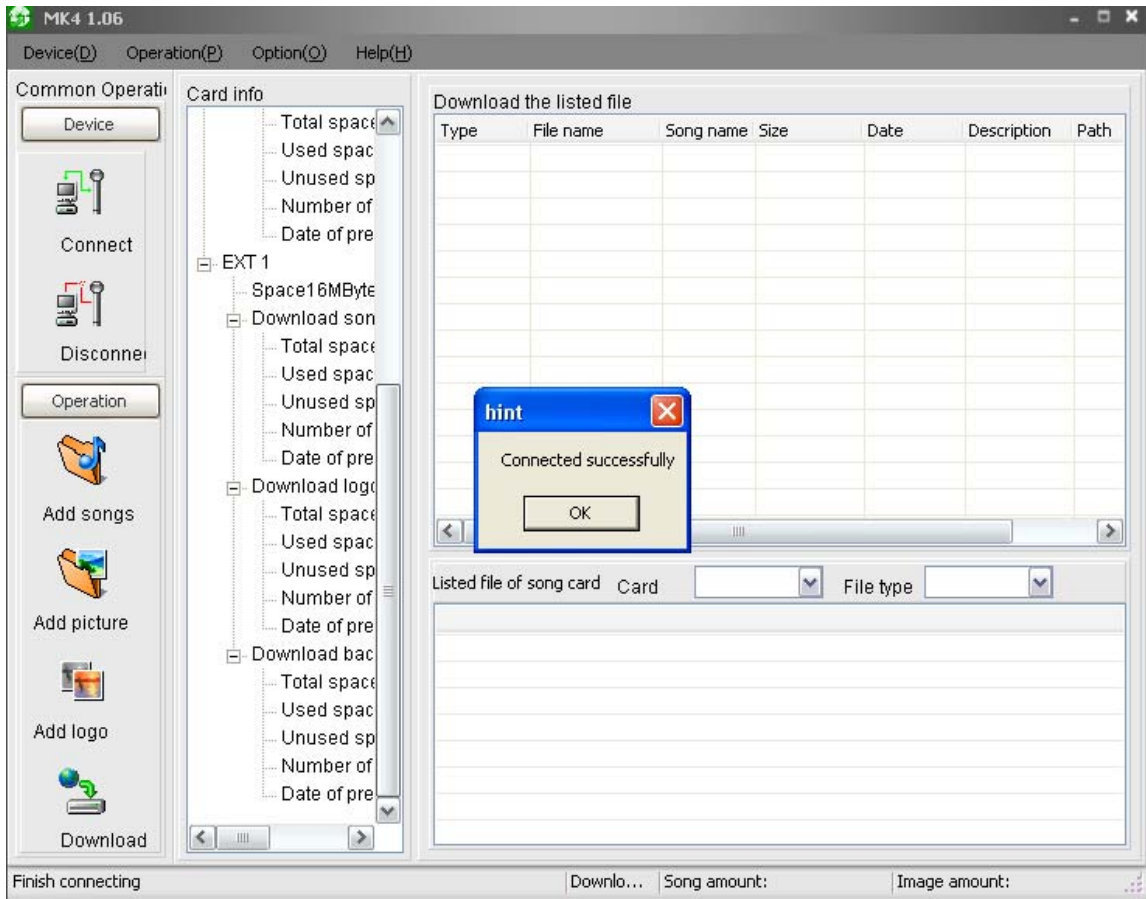 MK4 1.06
Device(D) Operation(P) Option(O) Help(H)
Common Operati
Device
Connect
Disconne
Operation
Add songs
Add picture
Add logo
Download
Card info
Total space
Used spac
Unused sp
Number of
Date of pre
EXT 1
Space16MByte
Download son
Total space
Used spac
Unused sp
Number of
Date of pre
Download logo
Total space
Used spac
Unused sp
Number of
Date of pre
Download bac
Total space
Used spac
Unused sp
Number of
Date of pre
Download the listed file
Type File name Song name Size Date Description Path
hint
Connected successfully
OK
Listed file of song card Card File type
Finish connecting Downlo... Song amount: Image amount: